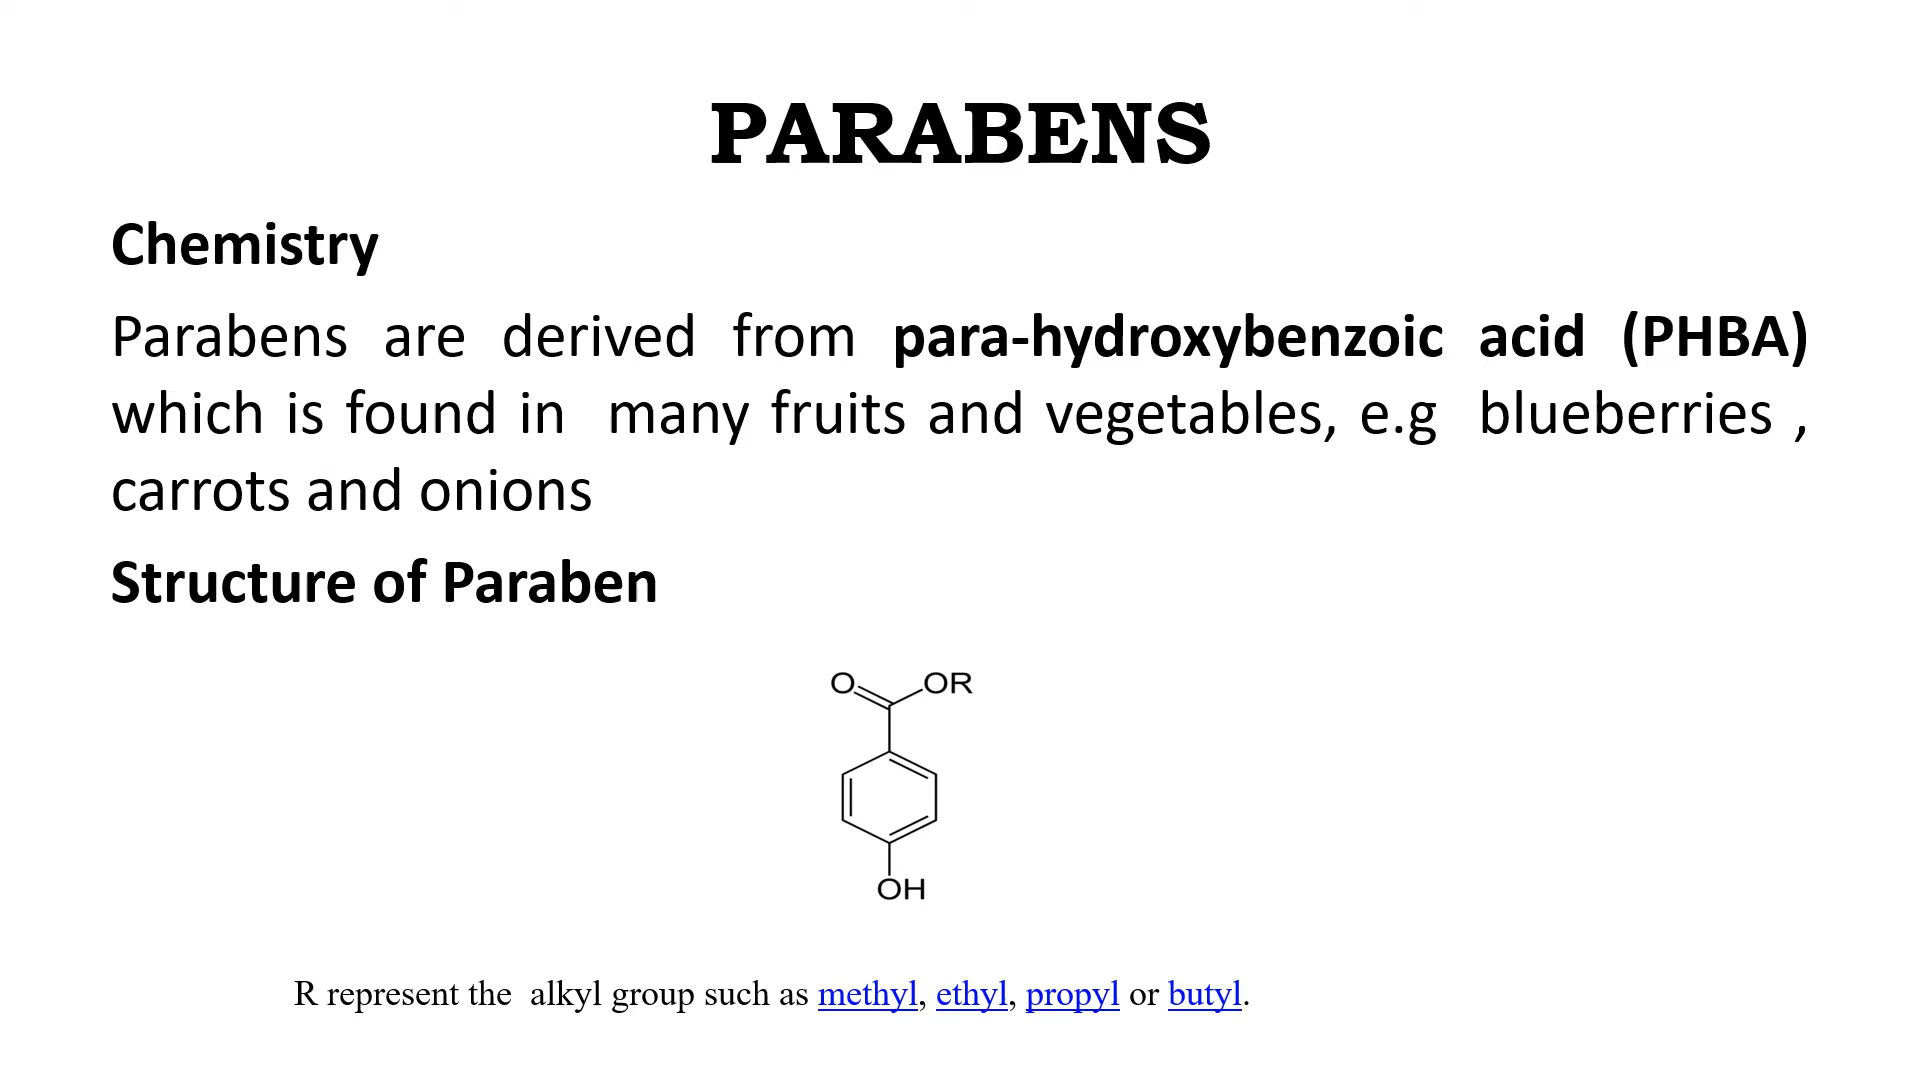 PARABENS
Chemistry
Parabens are derived from para-hydroxybenzoic acid (PHBA)
which is found in many fruits and vegetables, e.g blueberries ,
carrots and onions
Structure of Paraben
O OR
OH
R represent the alkyl group such as methyl, ethyl, propyl or butyl.